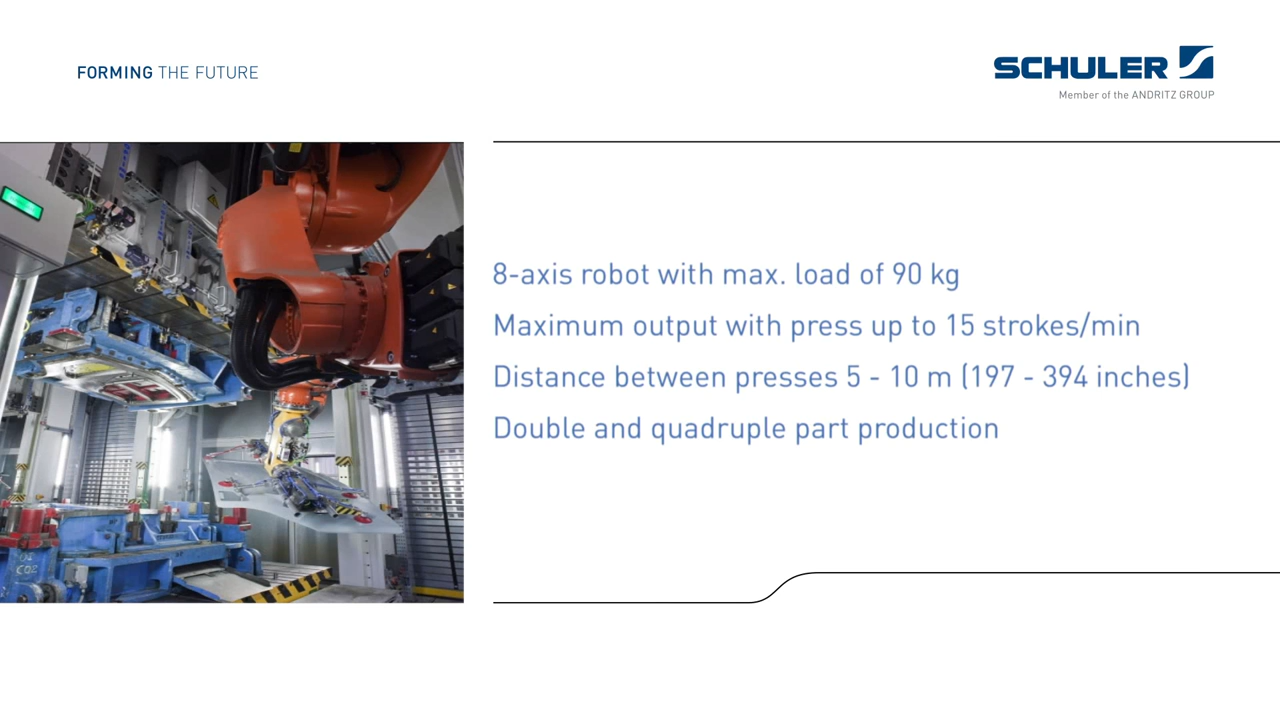 FORMING THE FUTURE
SCHULER
Member of the ANDRITZ GROUP
8-axis robot with max. load of 90 kg
Maximum output with press up to 15 strokes/min
Distance between presses 5 - 10 m (197 - 394 inches)
Double and quadruple part production